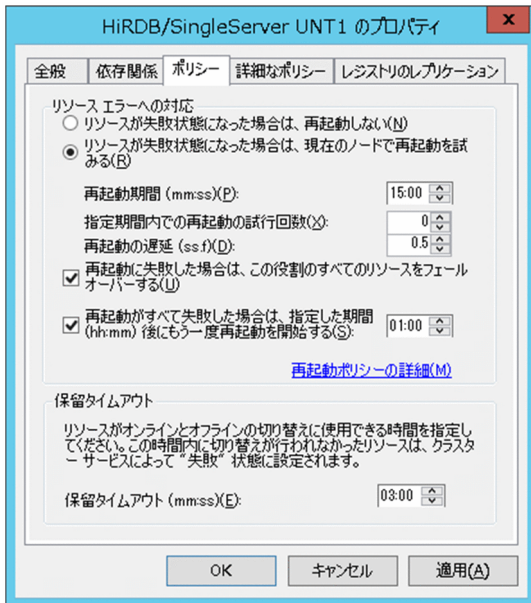 HiRDB/SingleServer UNT1 のプロパティ
x
全般 依存関係 ポリシー 詳細なポリシー レジストリのレプリケーション
リソース エラーへの対応
リソースが失敗状態になった場合は、再起動しない(N)
リソースが失敗状態になった場合は、現在のノードで再起動を試
みる(R)
再起動期間 (mm:ss)(P): 15:00
指定期間内での再起動の試行回数(X): 0
再起動の遅延 (ss.f)(D): 0.5
再起動に失敗した場合は、この役割のすべてのリソースをフェール
オーバーする(U)
再起動がすべて失敗した場合は、指定した期間
(hh:mm) 後にもう一度再起動を開始する(S): 01:00
再起動ポリシーの詳細(M)
保留タイムアウト
リソースがオンラインとオフラインの切り替えに使用できる時間を指定し
てください。この時間内に切り替えが行われなかったリソースは、クラスタ
ー サービスによって "失敗" 状態に設定されます。
保留タイムアウト (mm:ss)(E): 03:00
OK キャンセル 適用(A)